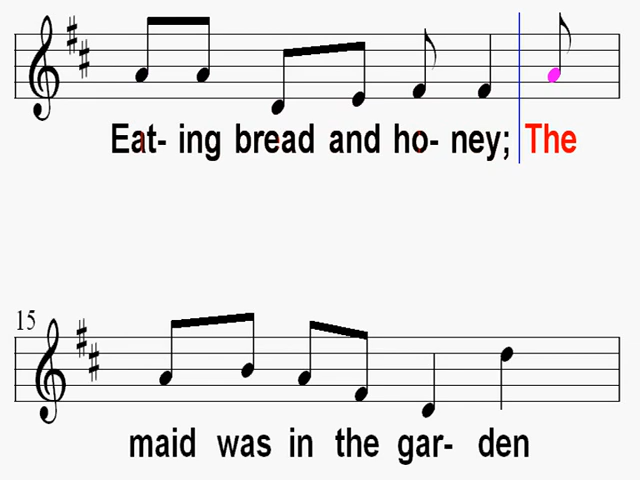 Eat- ing bread and ho- ney; The
15
maid was in the gar- den